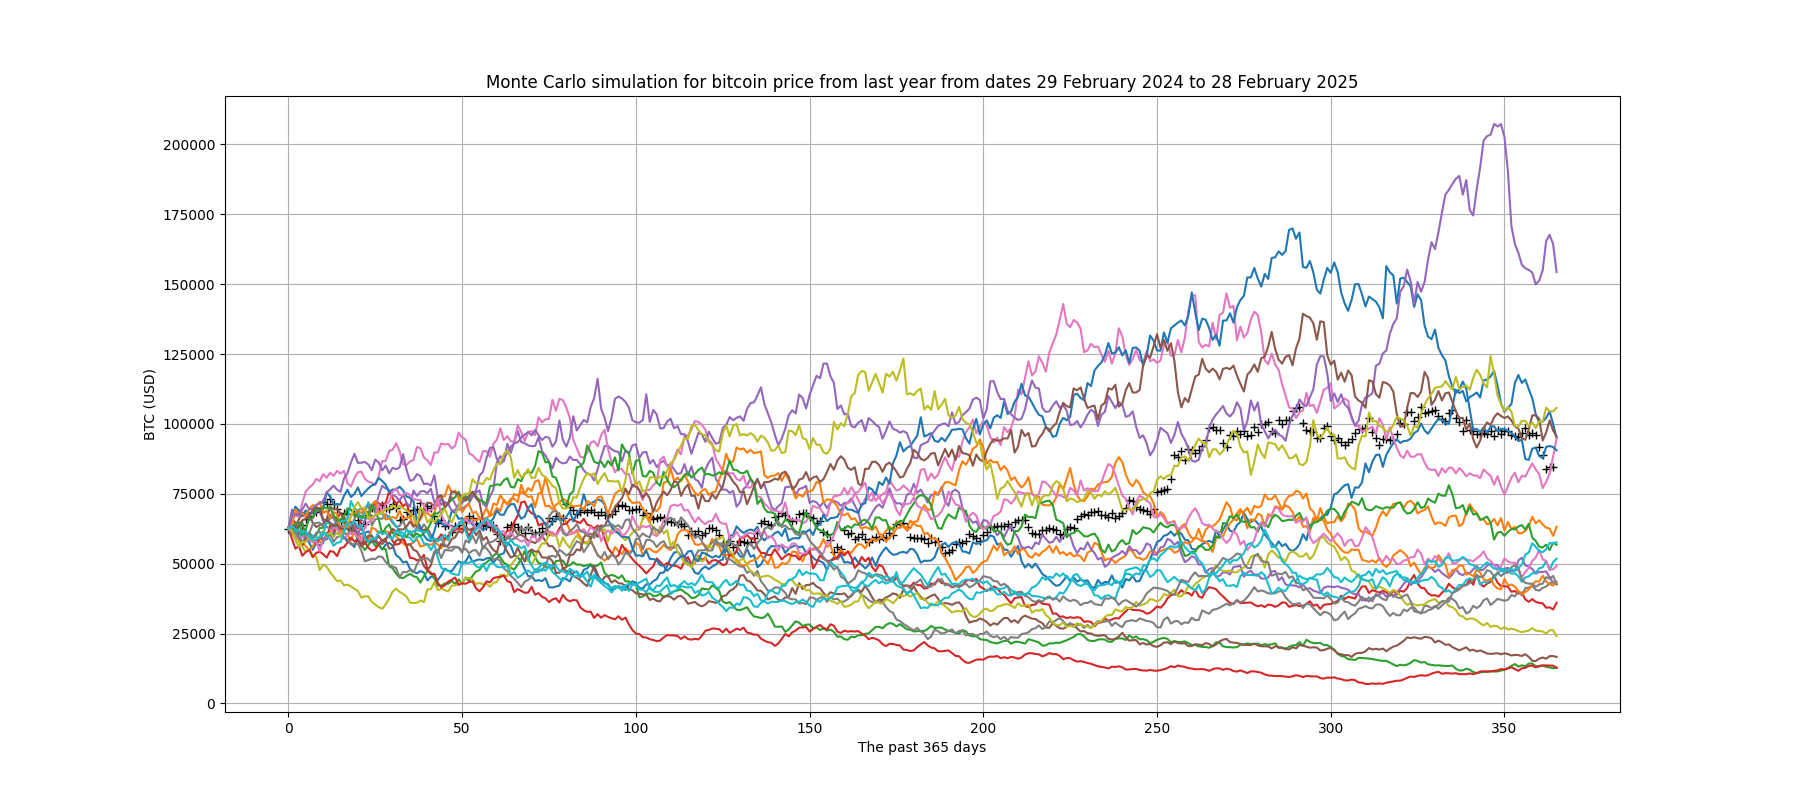 Monte Carlo simulation for bitcoin price from last year from dates 29 February 2024 to 28 February 2025
200000
175000
150000
125000
100000
75000
50000
25000
0
BTC (USD)
0 50 100 150 200 250 300 350
The past 365 days